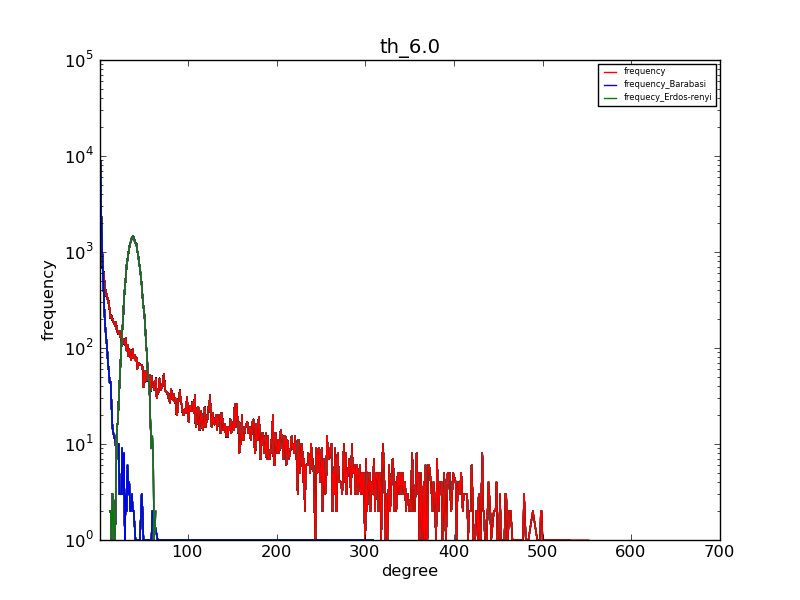 th_6.0
10^5
10^4
10^3
10^2
10^1
10^0
frequency
frequency
frequency_Barabasi
frequecy_Erdos-renyi
100 200 300 400 500 600 700
degree